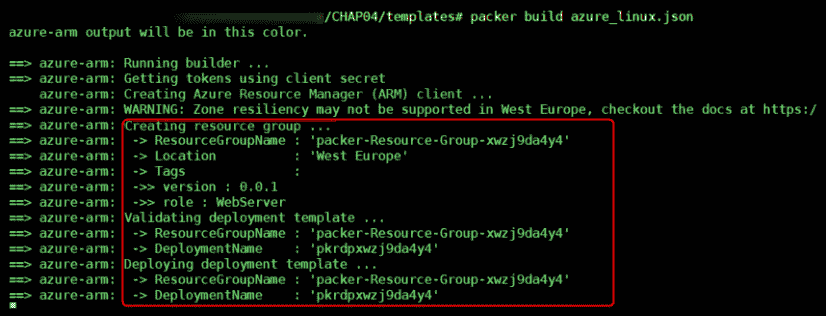 /CHAP04/templates# packer build azure_linux.json
azure-arm output will be in this color.
==> azure-arm: Running builder ...
==> azure-arm: Getting tokens using client secret
azure-arm: Creating Azure Resource Manager (ARM) client ...
==> azure-arm: WARNING: Zone resiliency may not be supported in West Europe, checkout the docs at https:/
==> azure-arm: Creating resource group ...
==> azure-arm: -> ResourceGroupName : 'packer-Resource-Group-xwzj9da4y4'
==> azure-arm: -> Location : 'West Europe'
==> azure-arm: -> Tags :
==> azure-arm: ->> version : 0.0.1
==> azure-arm: ->> role : WebServer
==> azure-arm: Validating deployment template ...
==> azure-arm: -> ResourceGroupName : 'packer-Resource-Group-xwzj9da4y4'
==> azure-arm: -> DeploymentName : 'pkrdpxwzj9da4y4'
==> azure-arm: Deploying deployment template ...
==> azure-arm: -> ResourceGroupName : 'packer-Resource-Group-xwzj9da4y4'
==> azure-arm: -> DeploymentName : 'pkrdpxwzj9da4y4'